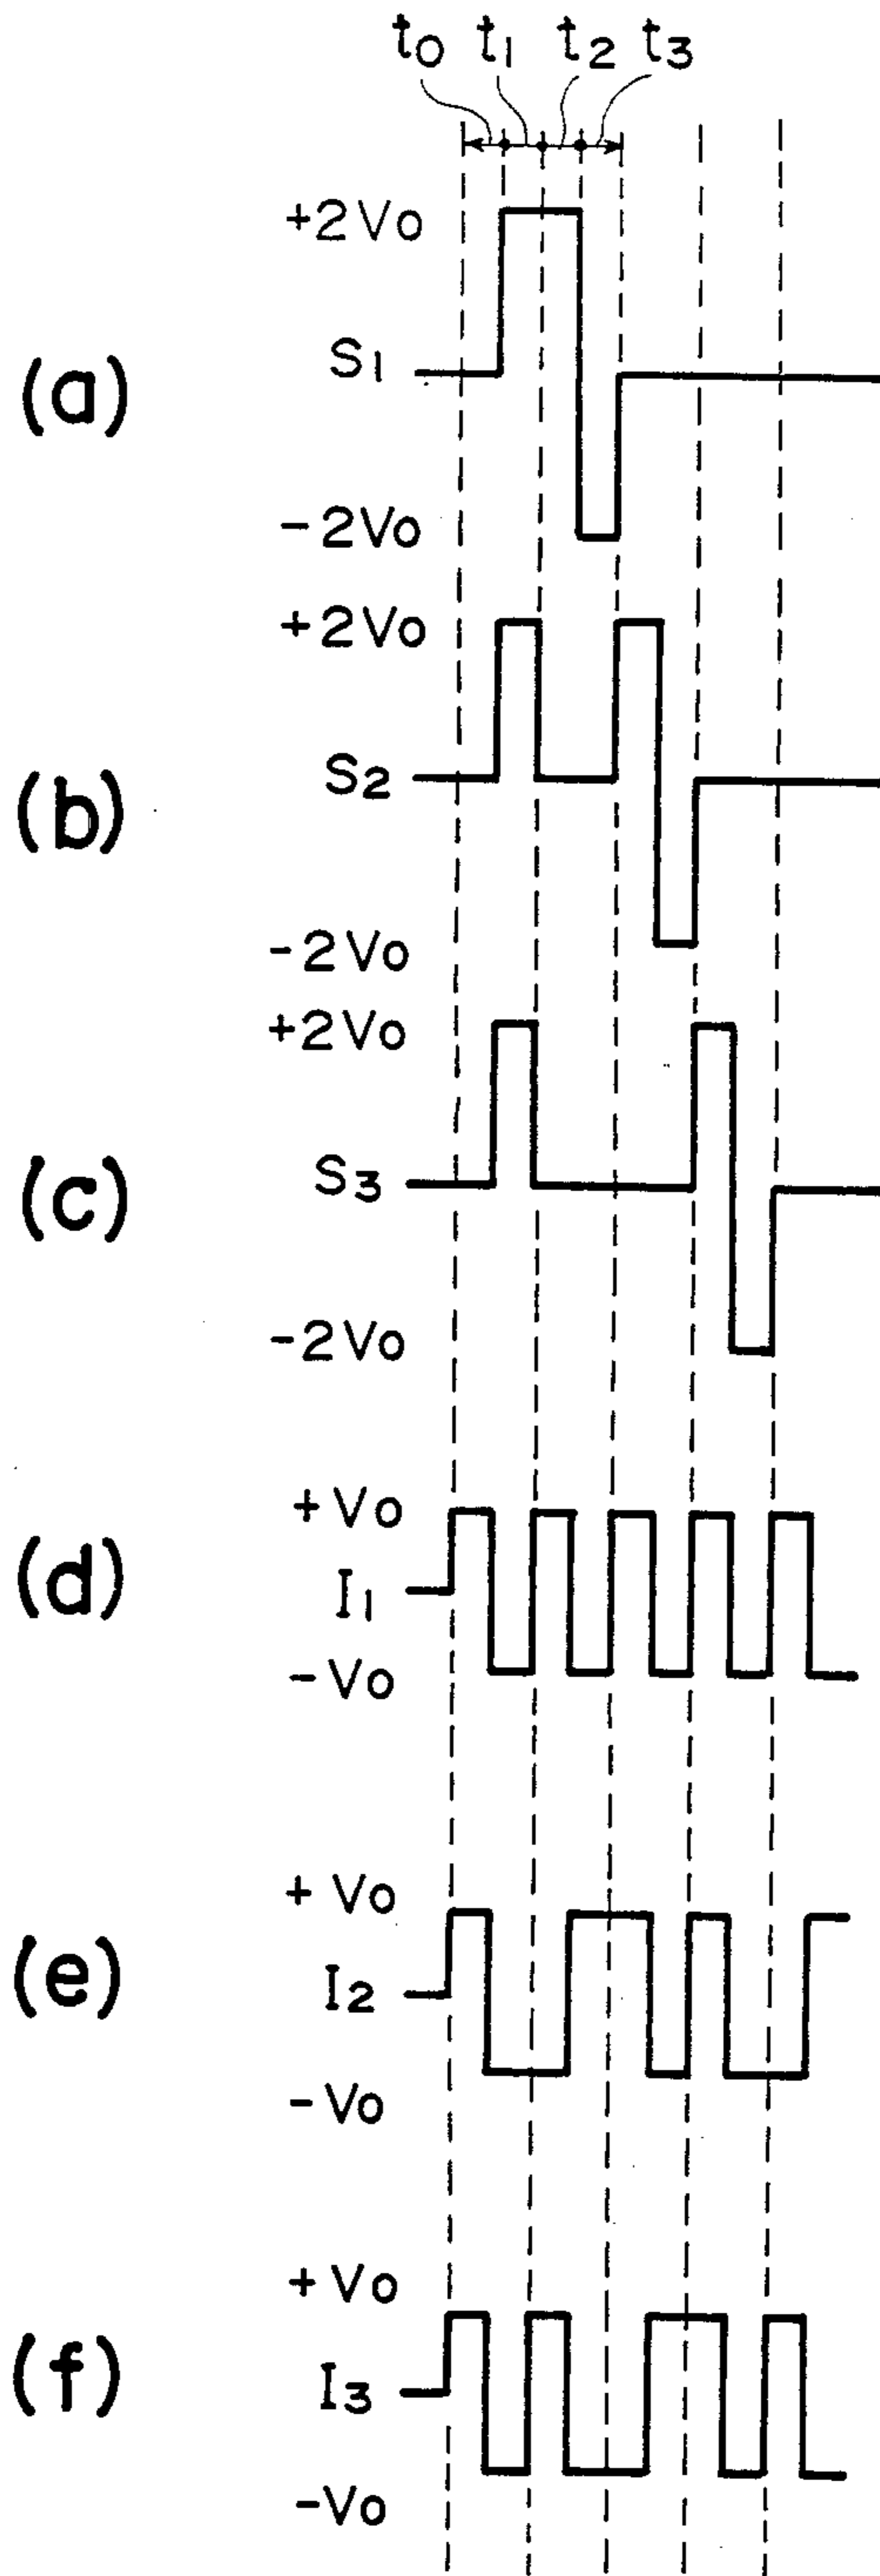 t0 t1 t2 t3
+2Vo
(a) S1
-2Vo
+2Vo
(b) S2
-2Vo
+2Vo
(c) S3
-2Vo
+Vo
(d) I1
-Vo
+Vo
(e) I2
-Vo
+Vo
(f) I3
-Vo